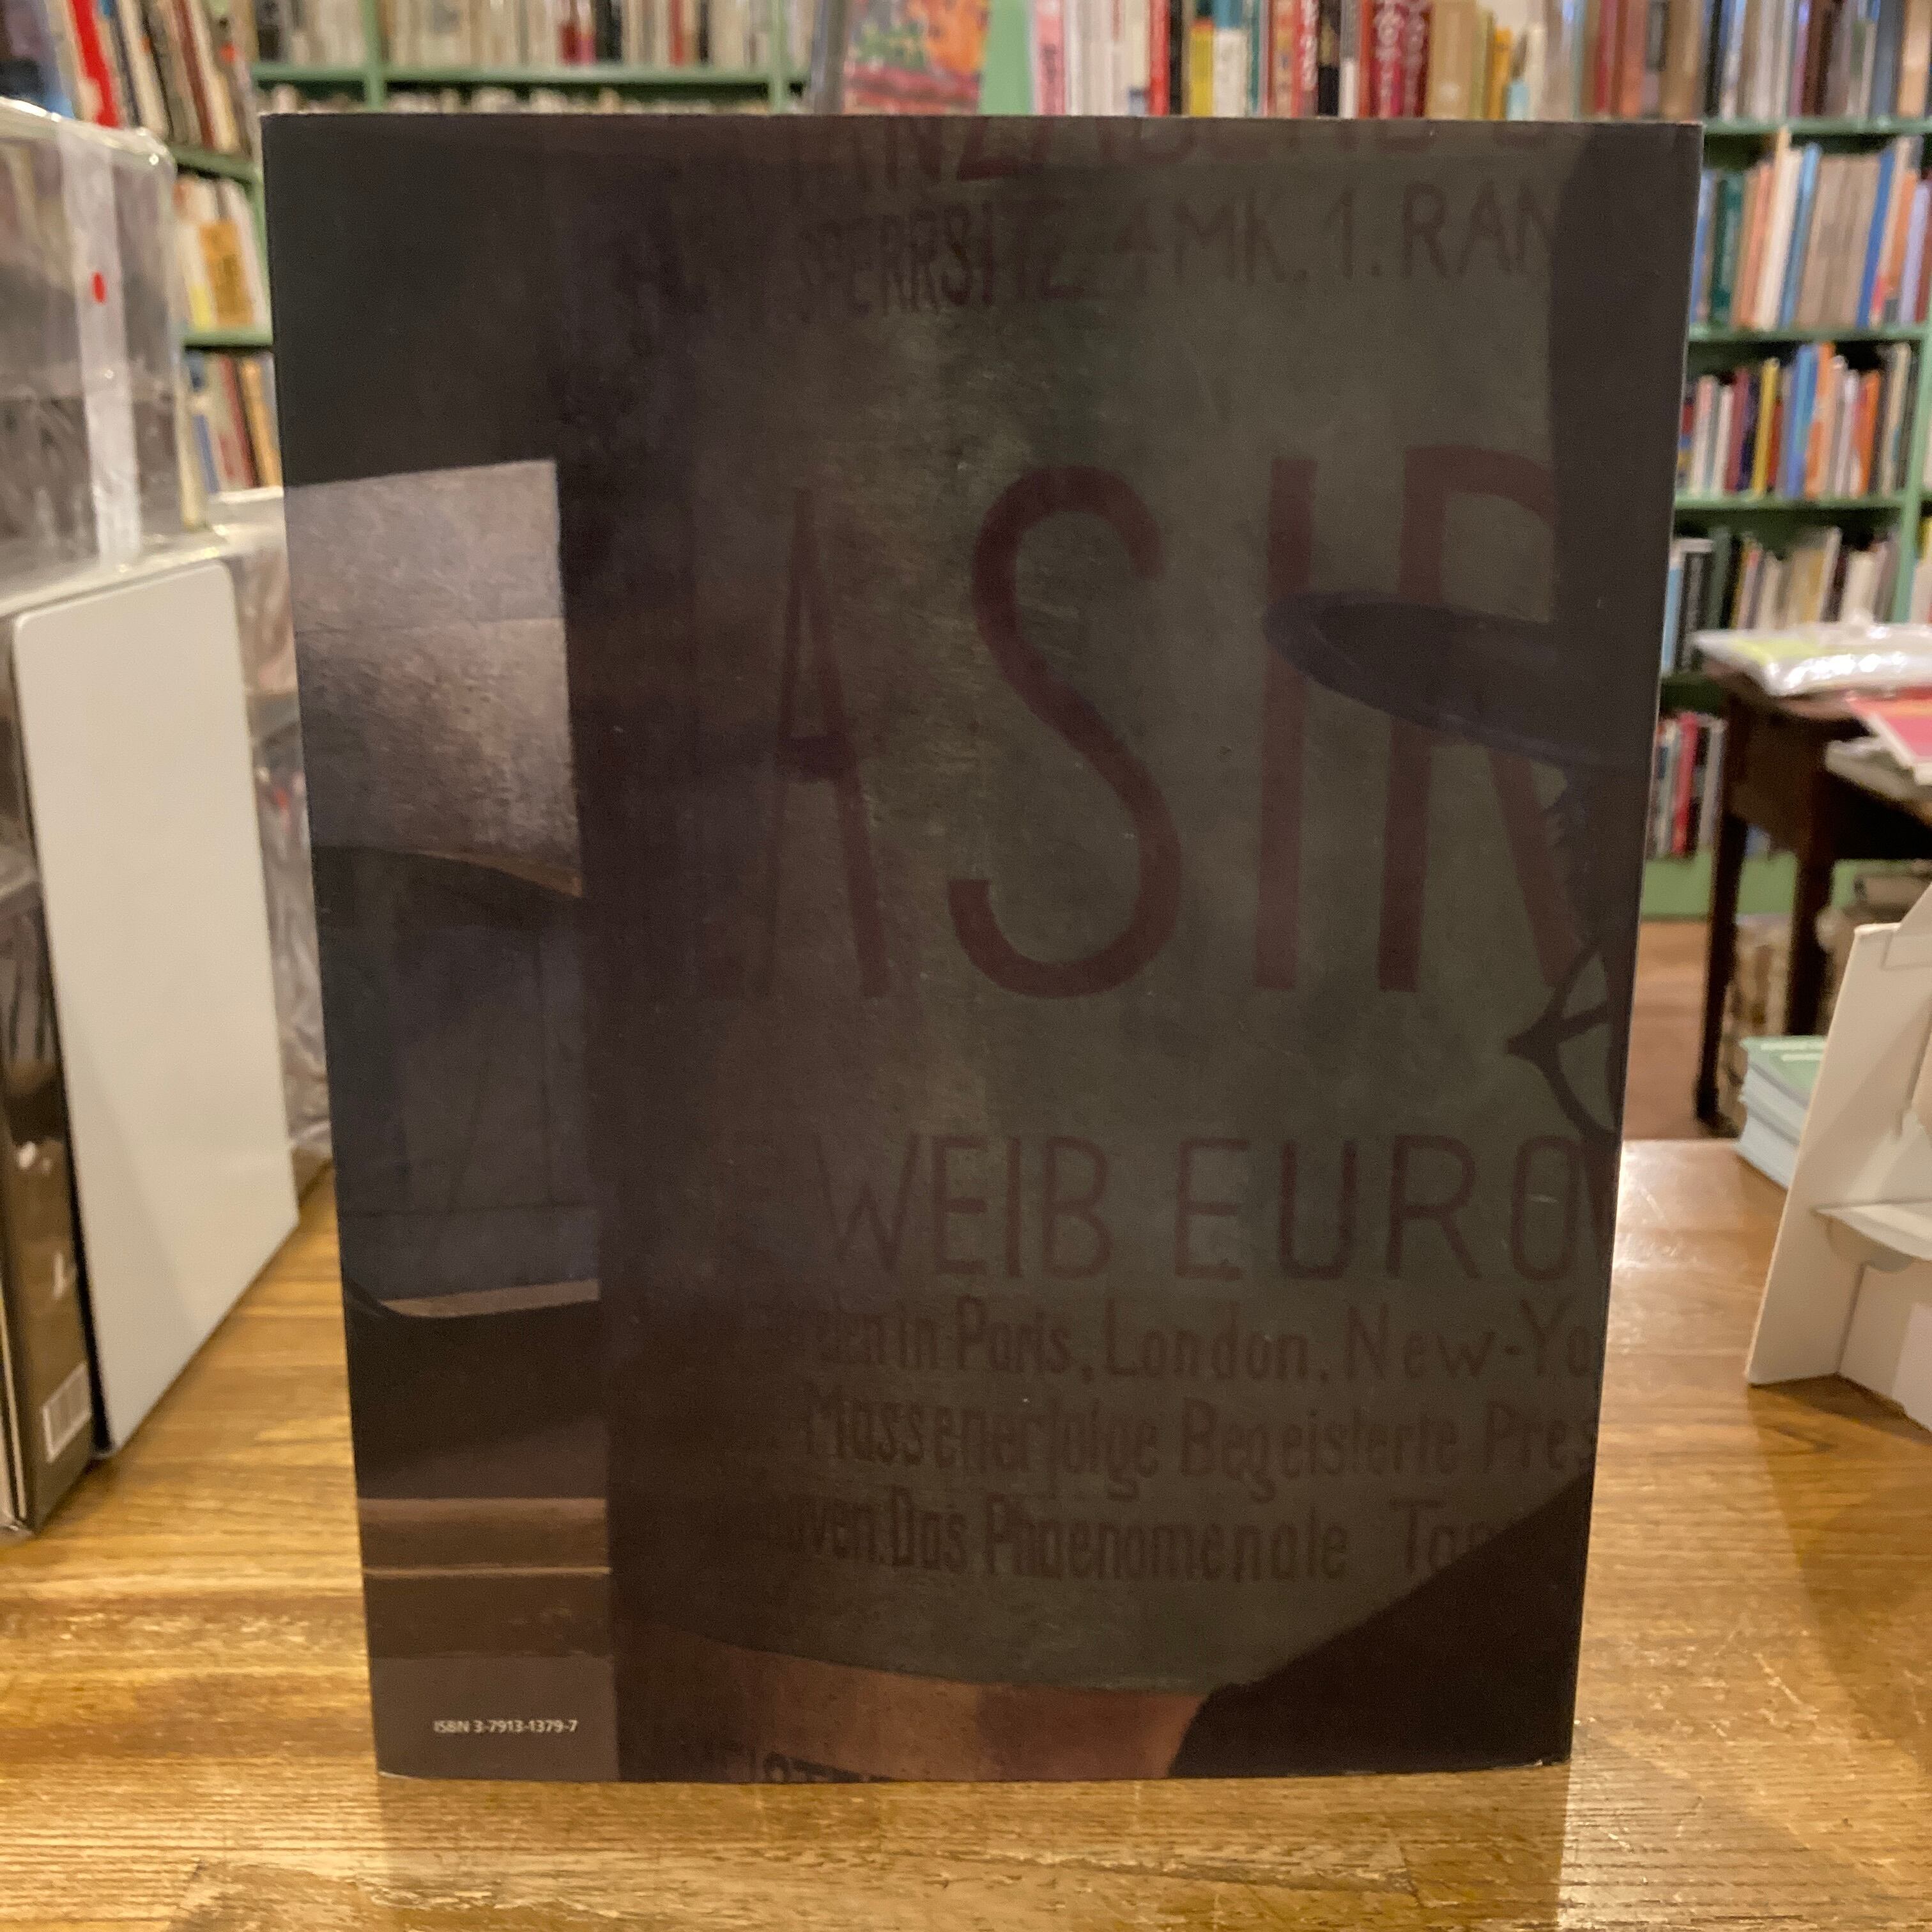 SPERRSITZ 4 MK. 1. RAN
ASIR
WEIB EURO
in Paris, London, New-Yo
Massenerfolge Begeisterte Pres
Das Phaenomenale
ISBN 3-7913-1379-7